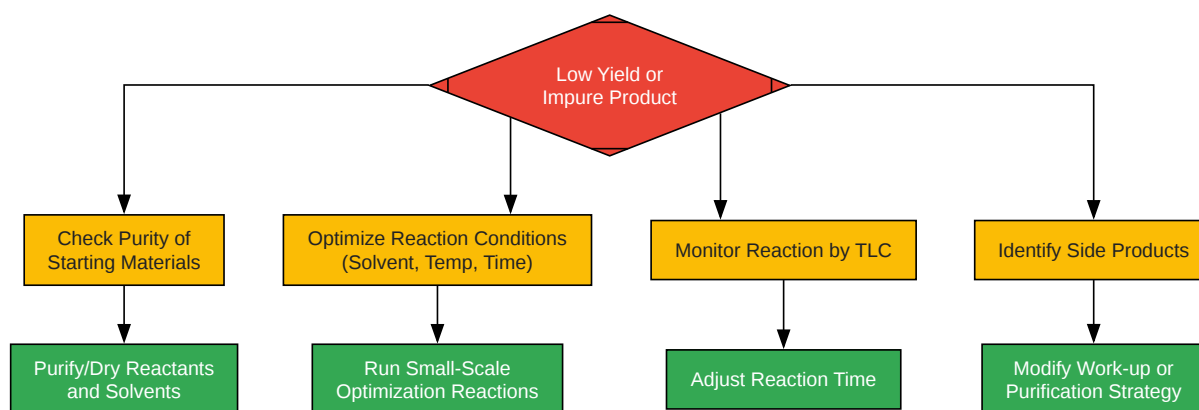 Low Yield or
Impure Product
Check Purity of
Starting Materials
Optimize Reaction Conditions
(Solvent, Temp, Time)
Monitor Reaction by TLC
Identify Side Products
Purify/Dry Reactants
and Solvents
Run Small-Scale
Optimization Reactions
Adjust Reaction Time
Modify Work-up or
Purification Strategy